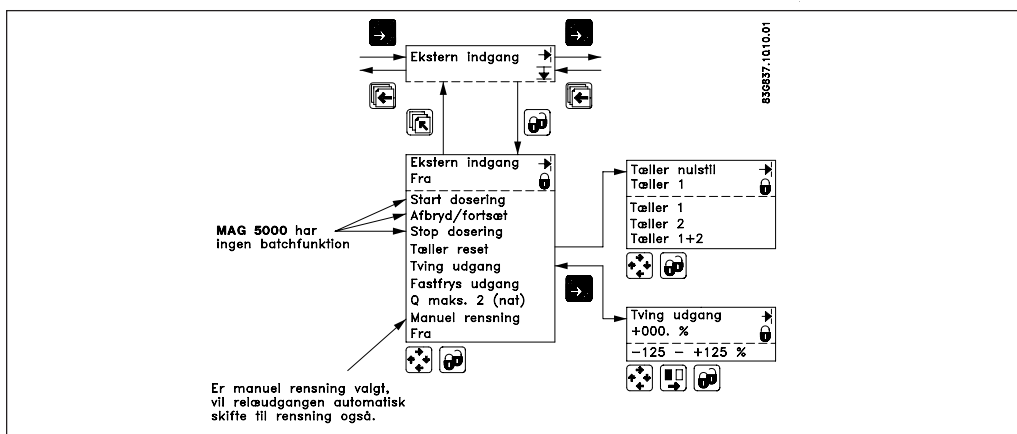 Ekstern indgang
83G837.10.10.01
Ekstern indgang
Fra
Start dosering
Afbryd/fortsæt
Stop dosering
Tæller reset
Tving udgang
Fastfrys udgang
Q maks. 2 (nat)
Manuel rensning
Fra
MAG 5000 har
ingen batchfunktion
Tæller nulstil
Tæller 1
Tæller 1
Tæller 2
Tæller 1+2
Tving udgang
+000. %
−125 − +125 %
Er manuel rensning valgt,
vil relæudgangen automatisk
skifte til rensning også.